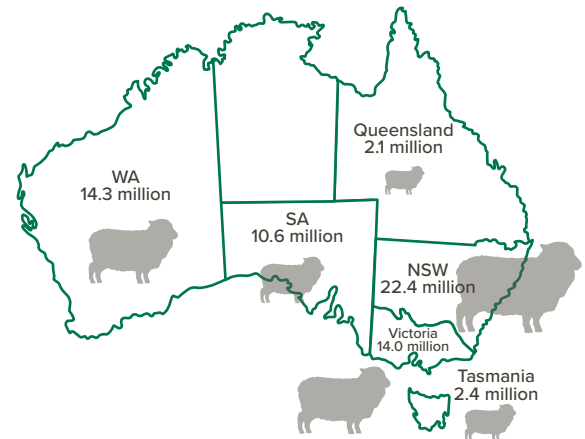 Queensland
2.1 million
WA
14.3 million
SA
10.6 million
NSW
22.4 million
Victoria
14.0 million
Tasmania
2.4 million